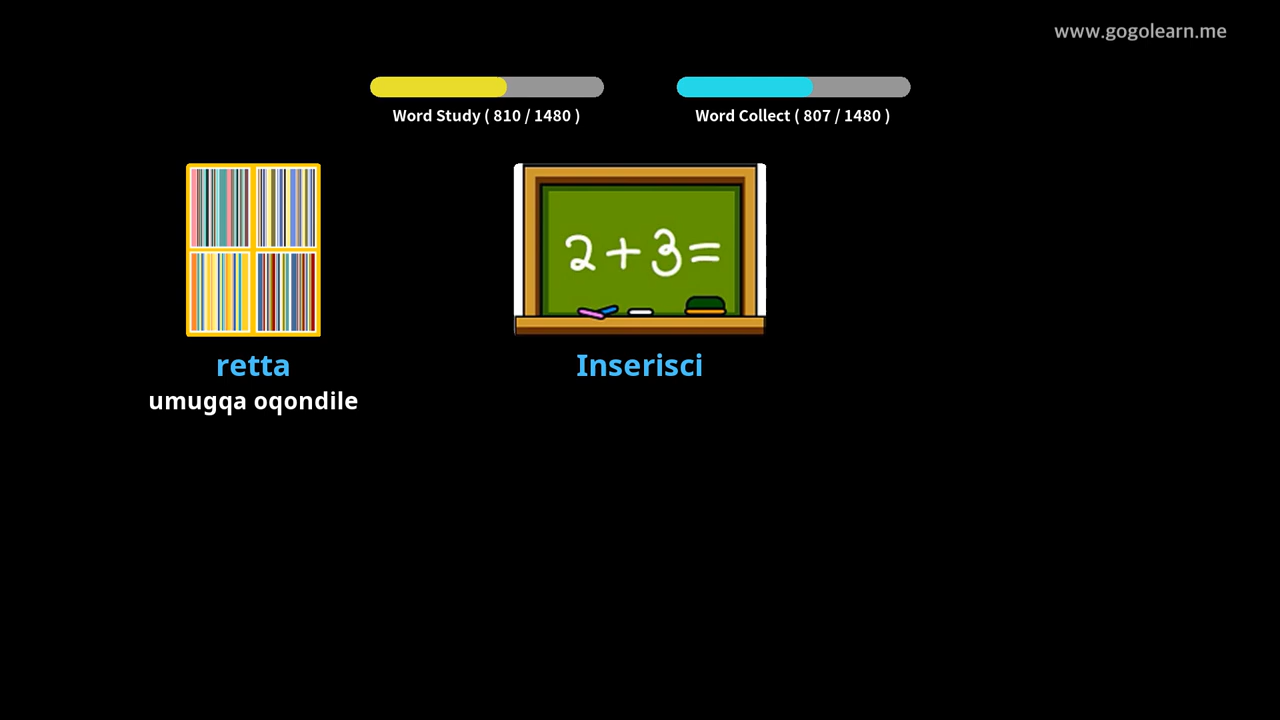 www.gogolearn.me
Word Study ( 810 / 1480 )
Word Collect ( 807 / 1480 )
2+3=
retta
Inserisci
umugqa oqondile